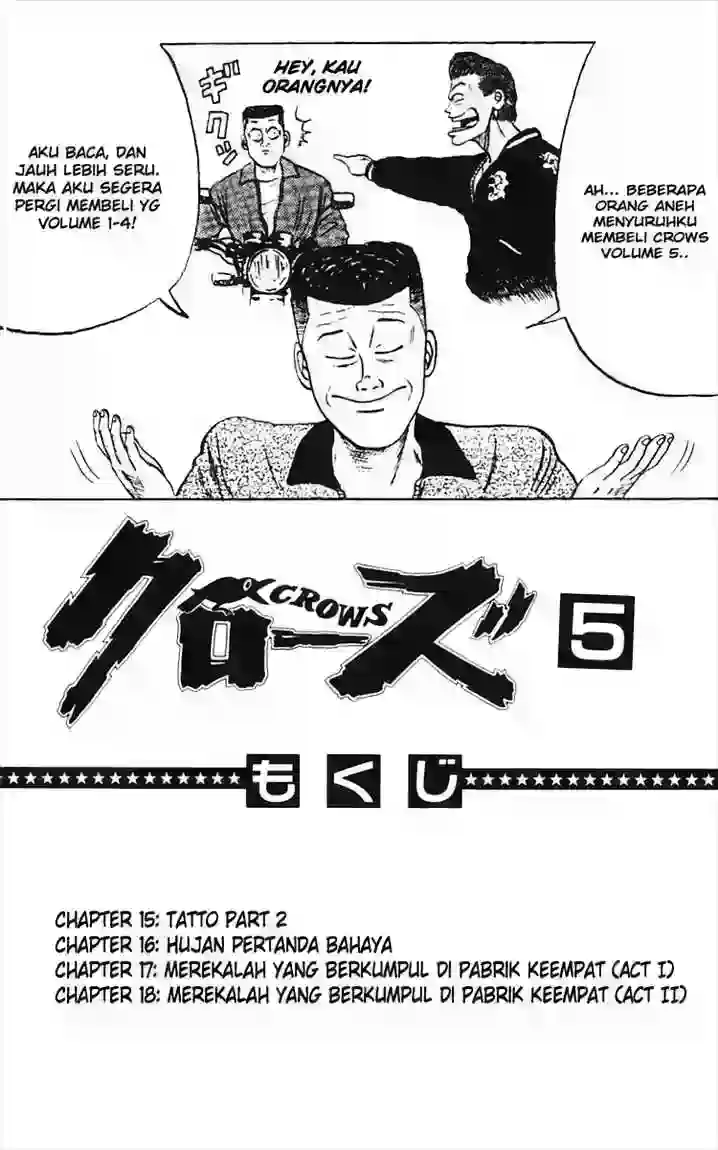 HEY, KAU
ORANGNYA!
ギクッ
AH... BEBERAPA
ORANG ANEH
MENYURUHKU
MEMBELI CROWS
VOLUME 5..
AKU BACA, DAN
JAUH LEBIH SERU.
MAKA AKU SEGERA
PERGI MEMBELI YG
VOLUME 1-4!
クローズ
CROWS
5
もくじ
CHAPTER 15: TATTO PART 2
CHAPTER 16: HUJAN PERTANDA BAHAYA
CHAPTER 17: MEREKALAH YANG BERKUMPUL DI PABRIK KEEMPAT (ACT I)
CHAPTER 18: MEREKALAH YANG BERKUMPUL DI PABRIK KEEMPAT (ACT II)